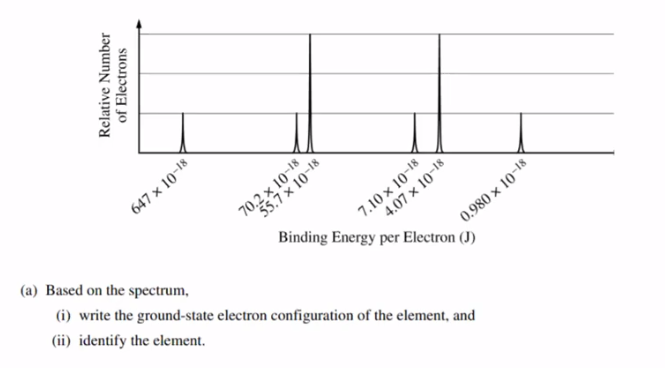 Relative Number
of Electrons
647 × 10⁻¹⁸
70.2 × 10⁻¹⁸
55.7 × 10⁻¹⁸
7.10 × 10⁻¹⁸
4.07 × 10⁻¹⁸
0.980 × 10⁻¹⁸
Binding Energy per Electron (J)
(a) Based on the spectrum,
(i) write the ground-state electron configuration of the element, and
(ii) identify the element.